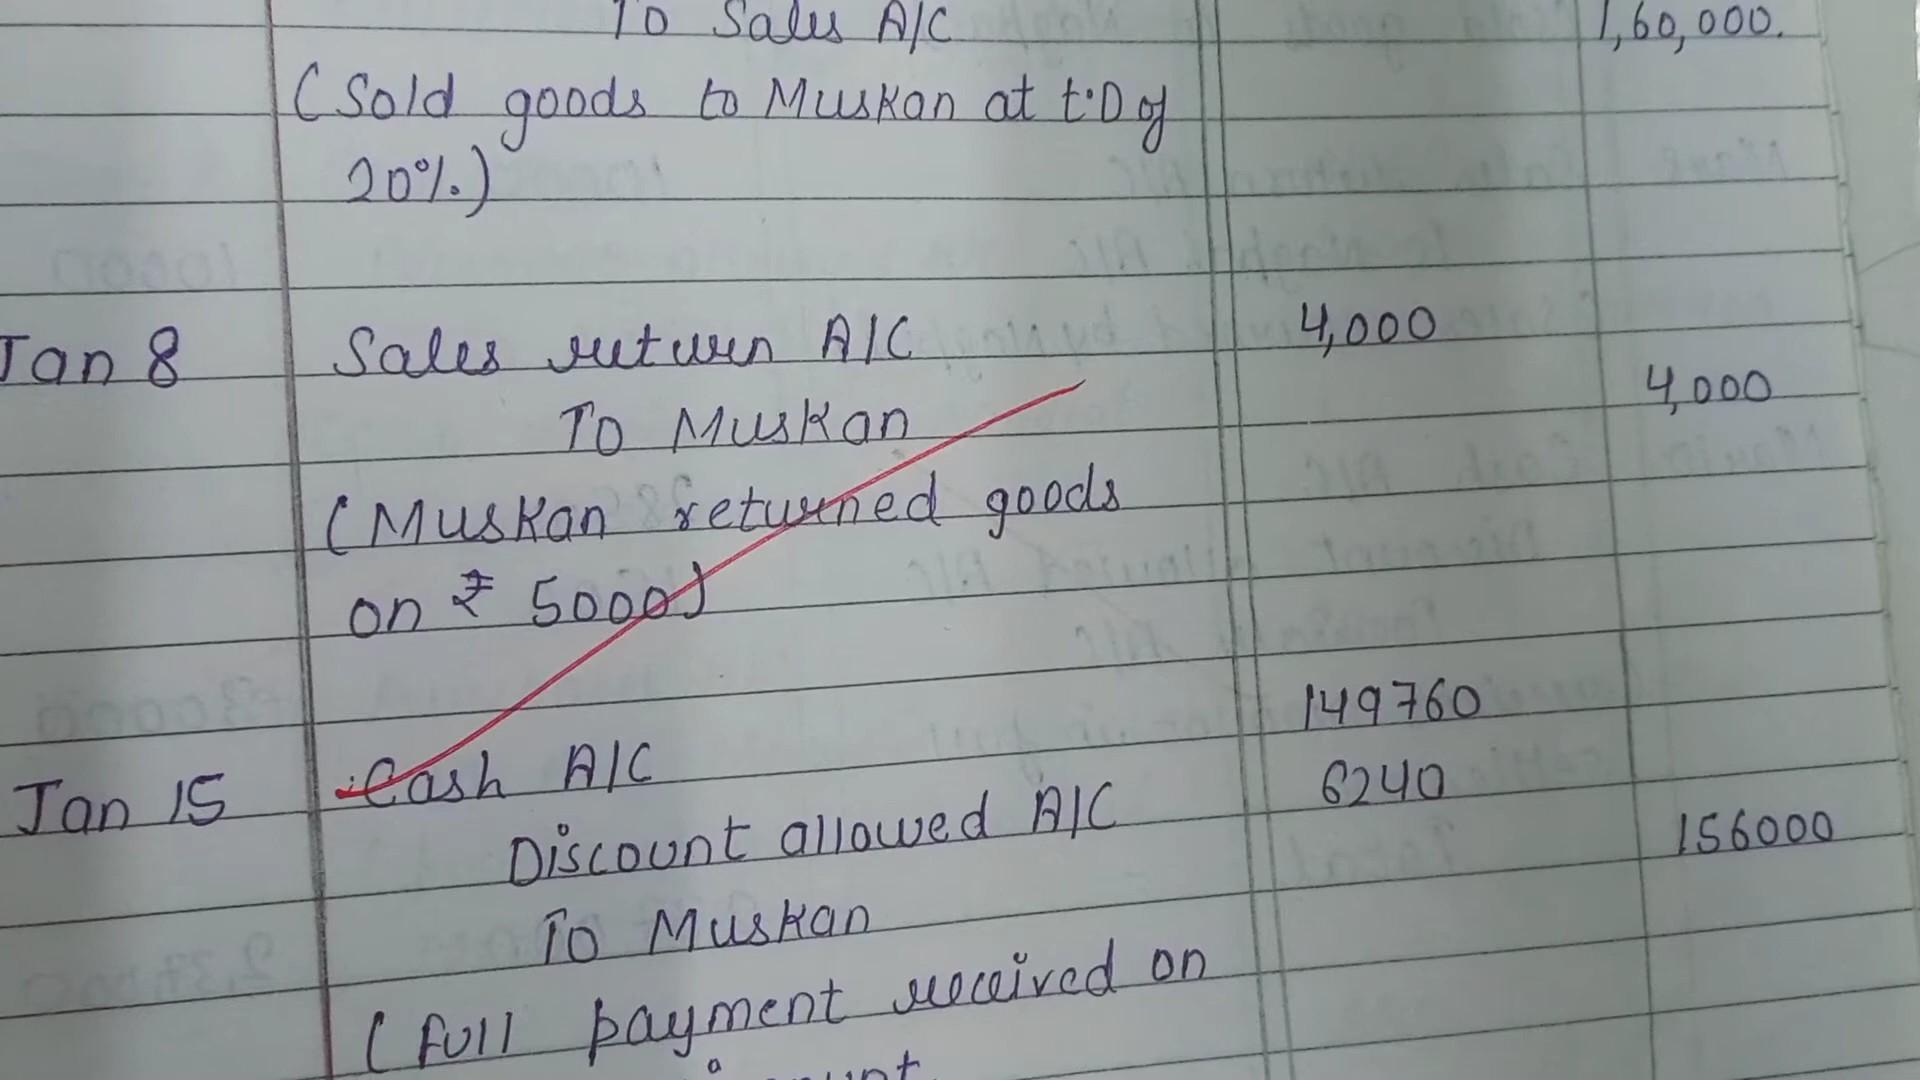 To Sales A/C 1,60,000.
(Sold goods to Muskan at t.D of
20%.)
Jan 8 Sales return A/C 4,000
To Muskan 4,000
(Muskan returned goods
on ₹ 5000)
Jan 15 Cash A/C 149760
Discount allowed A/C 6240
To Muskan 156000
(Full payment received on